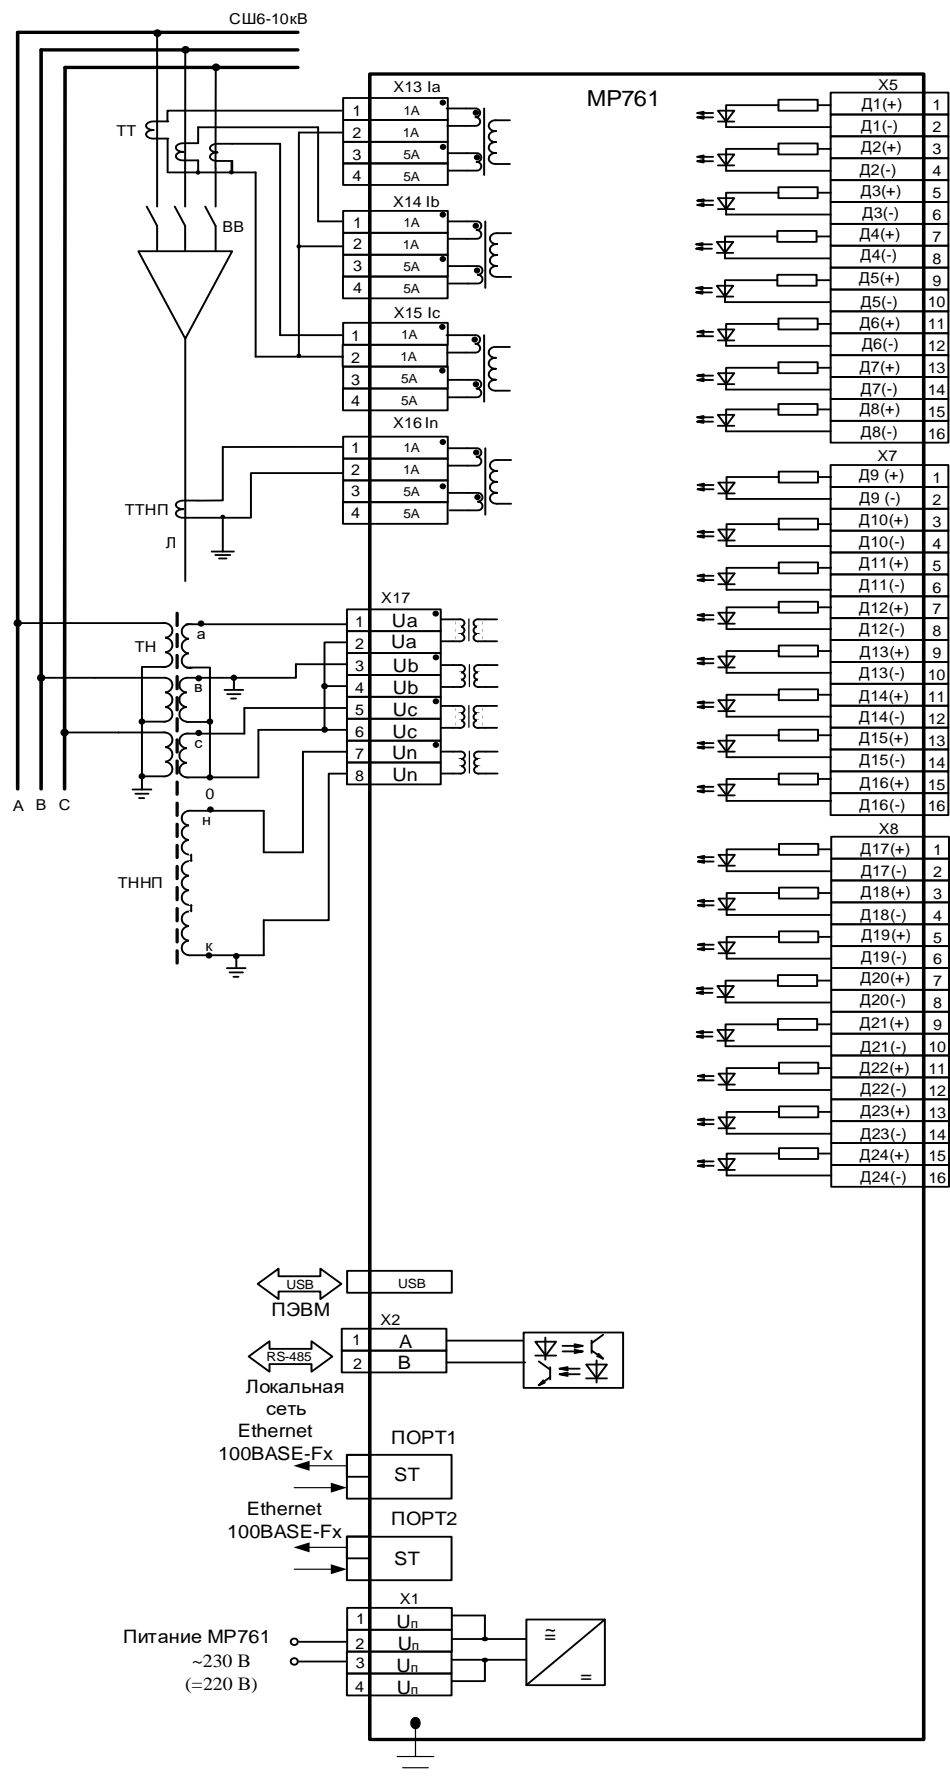 СШ6-10кВ
МР761
ТТ
ВВ
X13 Ia
1 1А
2 1А
3 5А
4 5А
X14 Ib
1 1А
2 1А
3 5А
4 5А
X15 Ic
1 1А
2 1А
3 5А
4 5А
X16 In
1 1А
2 1А
3 5А
4 5А
ТТНП
Л
X17
1 Ua
2 Ua
3 Ub
4 Ub
5 Uc
6 Uc
7 Un
8 Un
ТН
а
в
с
0
н
ТННП
к
А В С
X5
Д1(+) 1
Д1(-) 2
Д2(+) 3
Д2(-) 4
Д3(+) 5
Д3(-) 6
Д4(+) 7
Д4(-) 8
Д5(+) 9
Д5(-) 10
Д6(+) 11
Д6(-) 12
Д7(+) 13
Д7(-) 14
Д8(+) 15
Д8(-) 16
X7
Д9 (+) 1
Д9 (-) 2
Д10(+) 3
Д10(-) 4
Д11(+) 5
Д11(-) 6
Д12(+) 7
Д12(-) 8
Д13(+) 9
Д13(-) 10
Д14(+) 11
Д14(-) 12
Д15(+) 13
Д15(-) 14
Д16(+) 15
Д16(-) 16
X8
Д17(+) 1
Д17(-) 2
Д18(+) 3
Д18(-) 4
Д19(+) 5
Д19(-) 6
Д20(+) 7
Д20(-) 8
Д21(+) 9
Д21(-) 10
Д22(+) 11
Д22(-) 12
Д23(+) 13
Д23(-) 14
Д24(+) 15
Д24(-) 16
USB USB
ПЭВМ
X2
1 A
2 B
RS-485
Локальная
сеть
Ethernet
100BASE-Fx
ПОРТ1
ST
Ethernet
100BASE-Fx
ПОРТ2
ST
X1
1 Uп
2 Uп
3 Uп
4 Uп
Питание МР761
~230 В
(=220 В)
≅
=